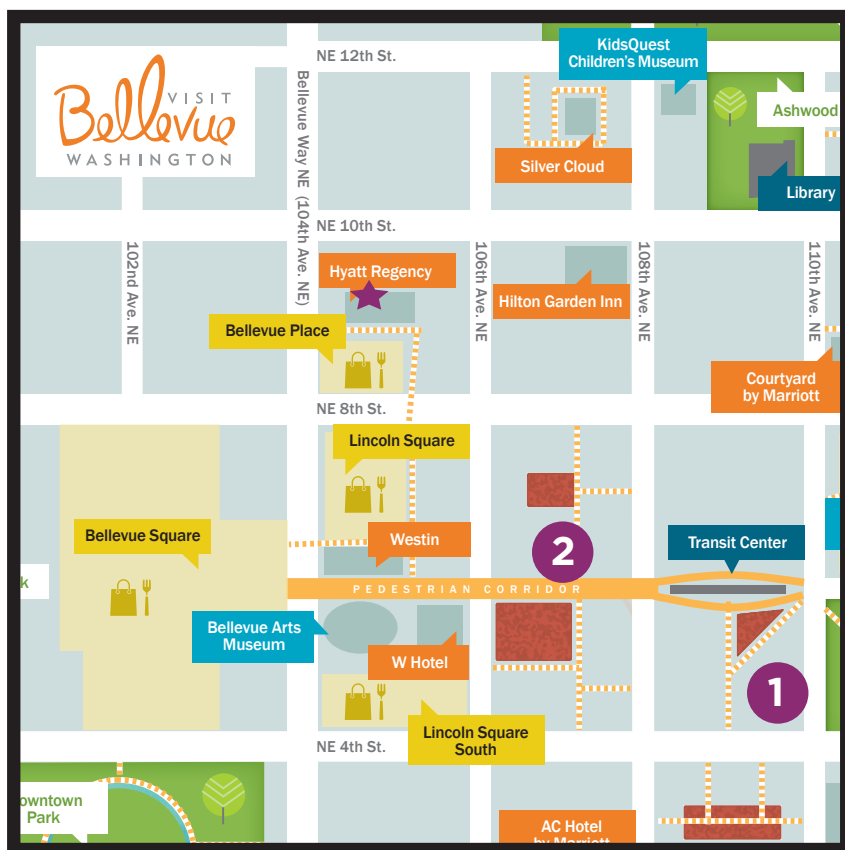 VISIT
Bellevue
WASHINGTON
NE 12th St.
KidsQuest
Children's Museum
Ashwood
Silver Cloud
Library
Bellevue Way NE (104th Ave. NE)
NE 10th St.
102nd Ave. NE
106th Ave. NE
108th Ave. NE
110th Ave. NE
Hyatt Regency
Hilton Garden Inn
Bellevue Place
Courtyard
by Marriott
NE 8th St.
Lincoln Square
Bellevue Square
Westin
2
Transit Center
k
PEDESTRIAN CORRIDOR
Bellevue Arts
Museum
W Hotel
1
Lincoln Square
South
NE 4th St.
owntown
Park
AC Hotel
by Marriott